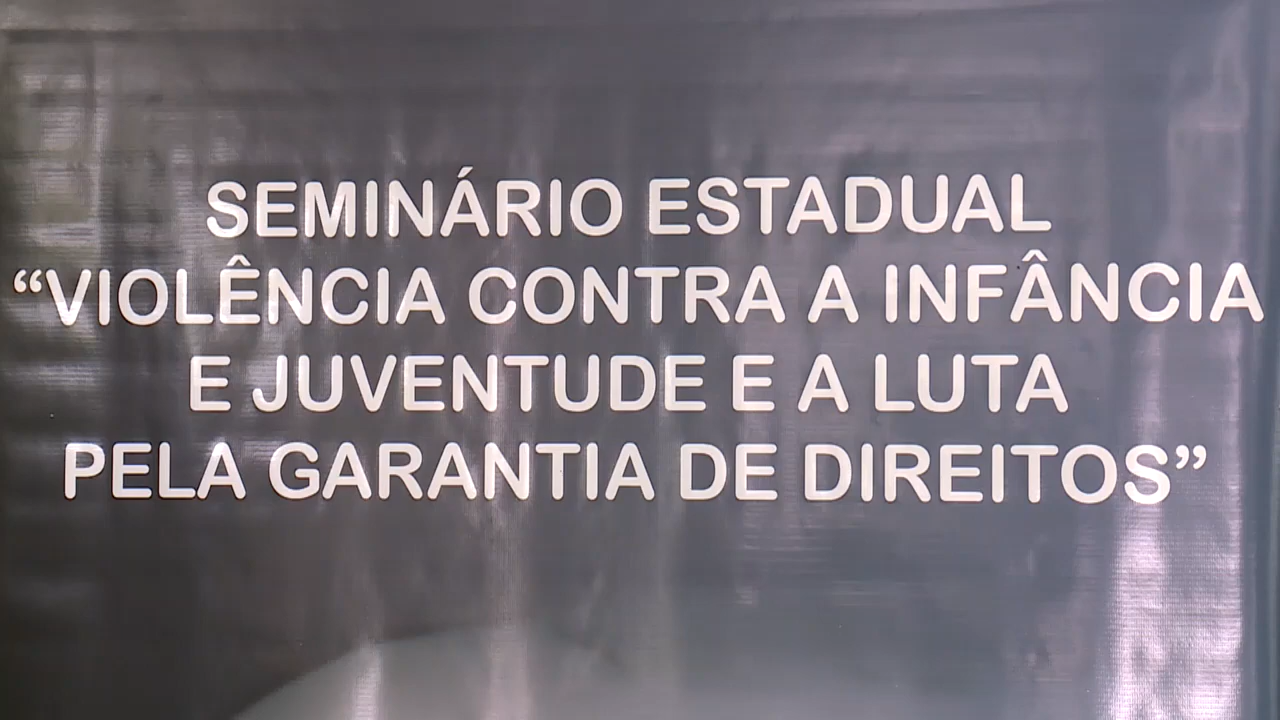 SEMINÁRIO ESTADUAL
“VIOLÊNCIA CONTRA A INFÂNCIA
E JUVENTUDE E A LUTA
PELA GARANTIA DE DIREITOS”